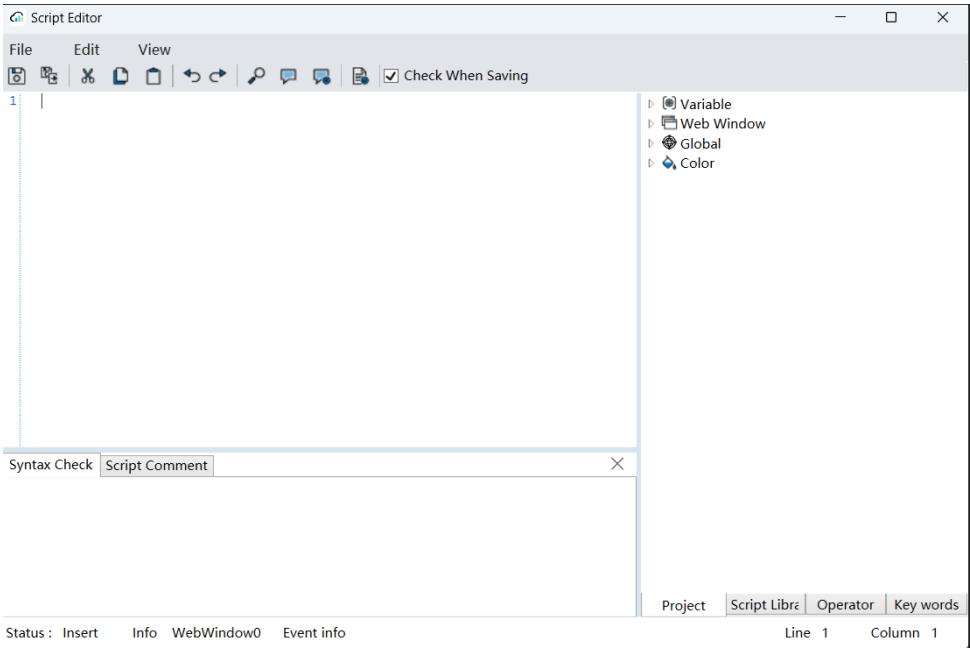 Script Editor
File Edit View
Check When Saving
1
Variable
Web Window
Global
Color
Syntax Check Script Comment
Project Script Libra Operator Key words
Status : Insert Info WebWindow0 Event info Line 1 Column 1